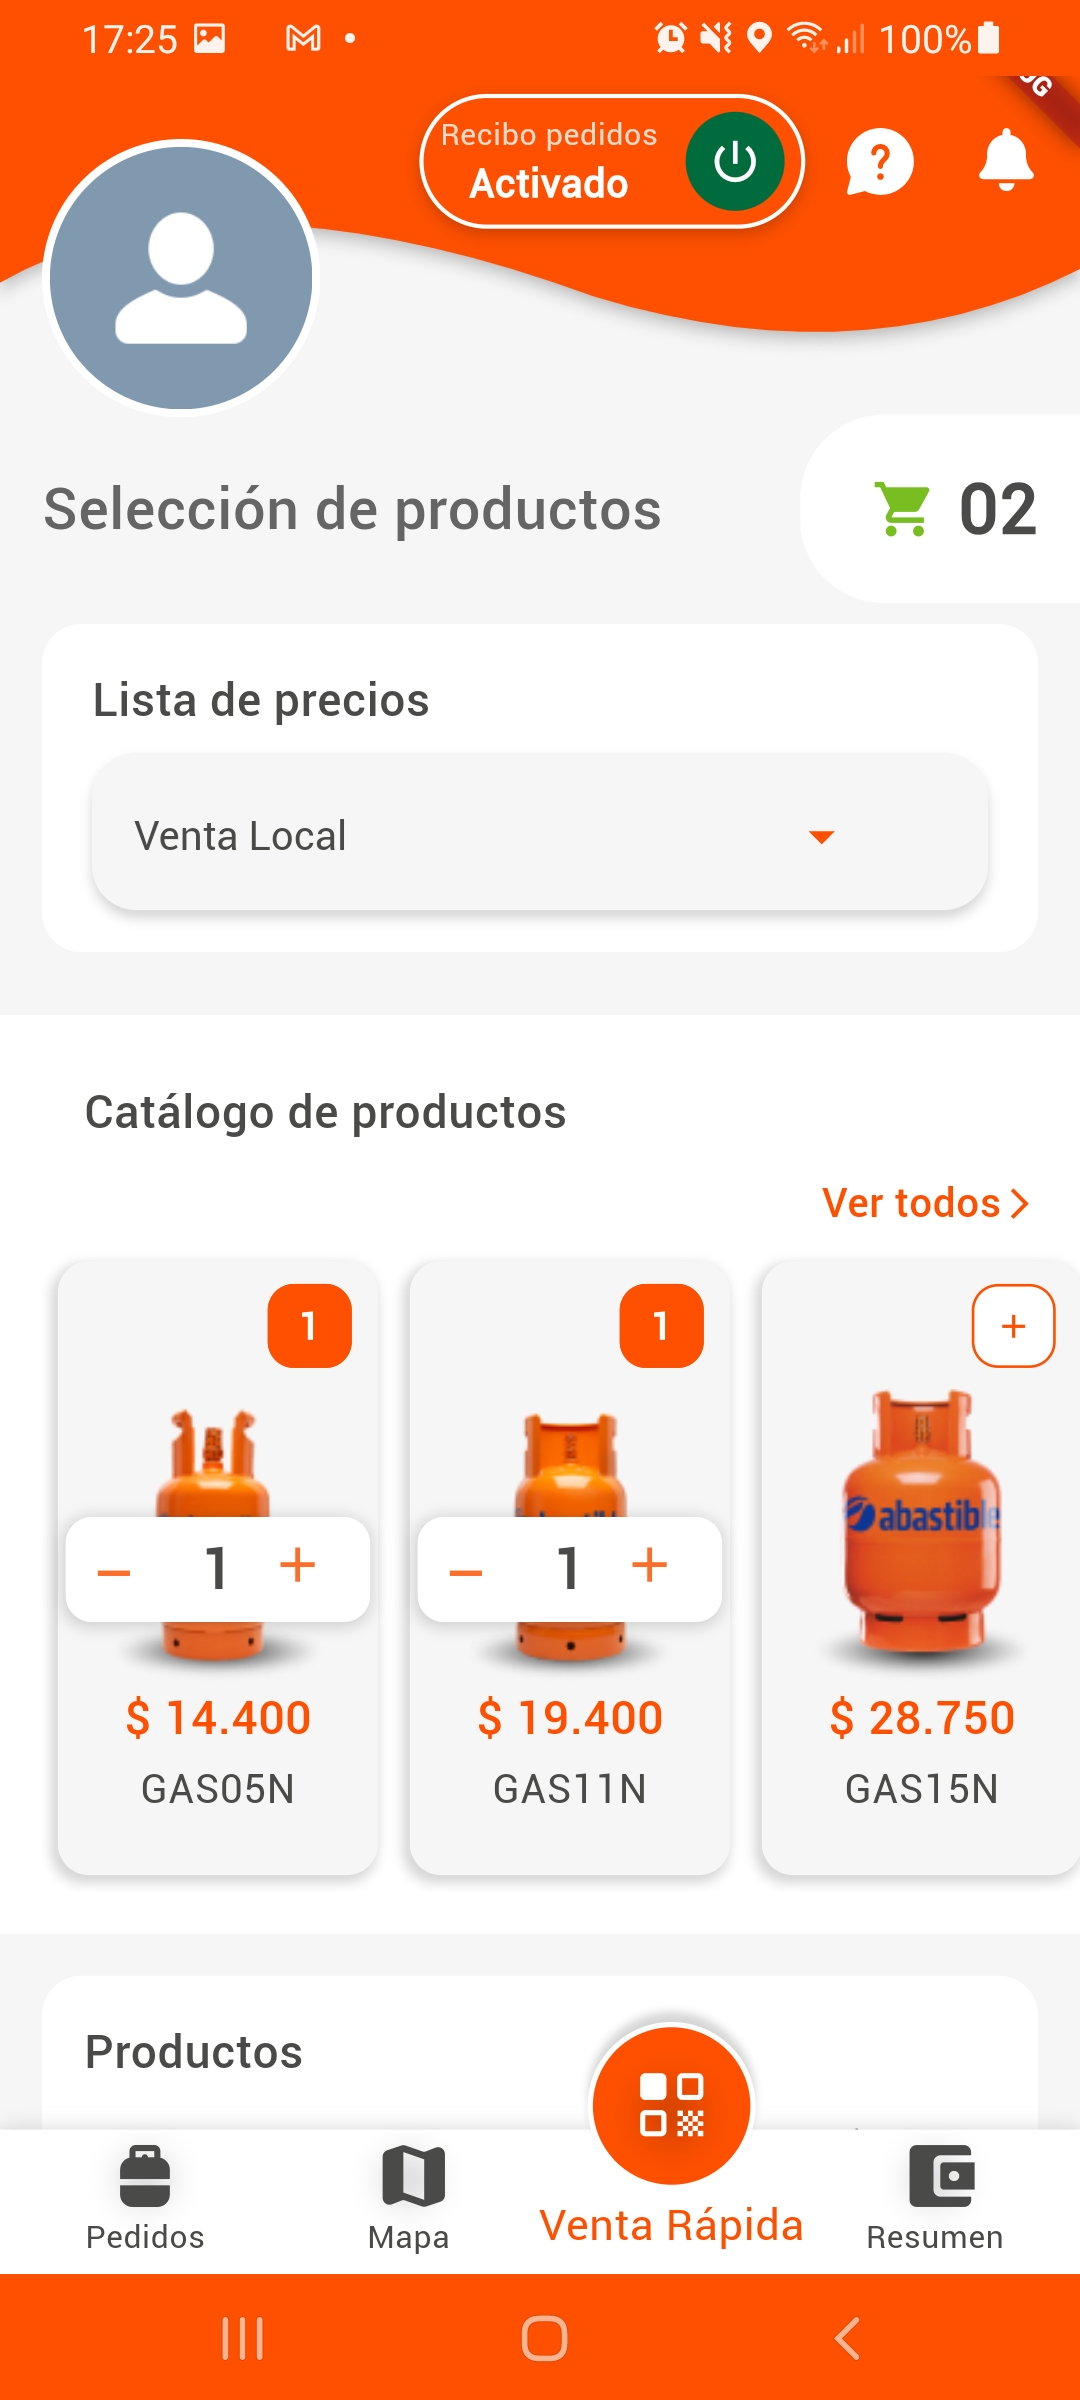 17:25
100%
Recibo pedidos
Activado
?
Selección de productos
02
Lista de precios
Venta Local
Catálogo de productos
Ver todos >
1
1
+
abastible
– 1 +
– 1 +
$ 14.400
$ 19.400
$ 28.750
GAS05N
GAS11N
GAS15N
Productos
Pedidos
Mapa
Venta Rápida
Resumen